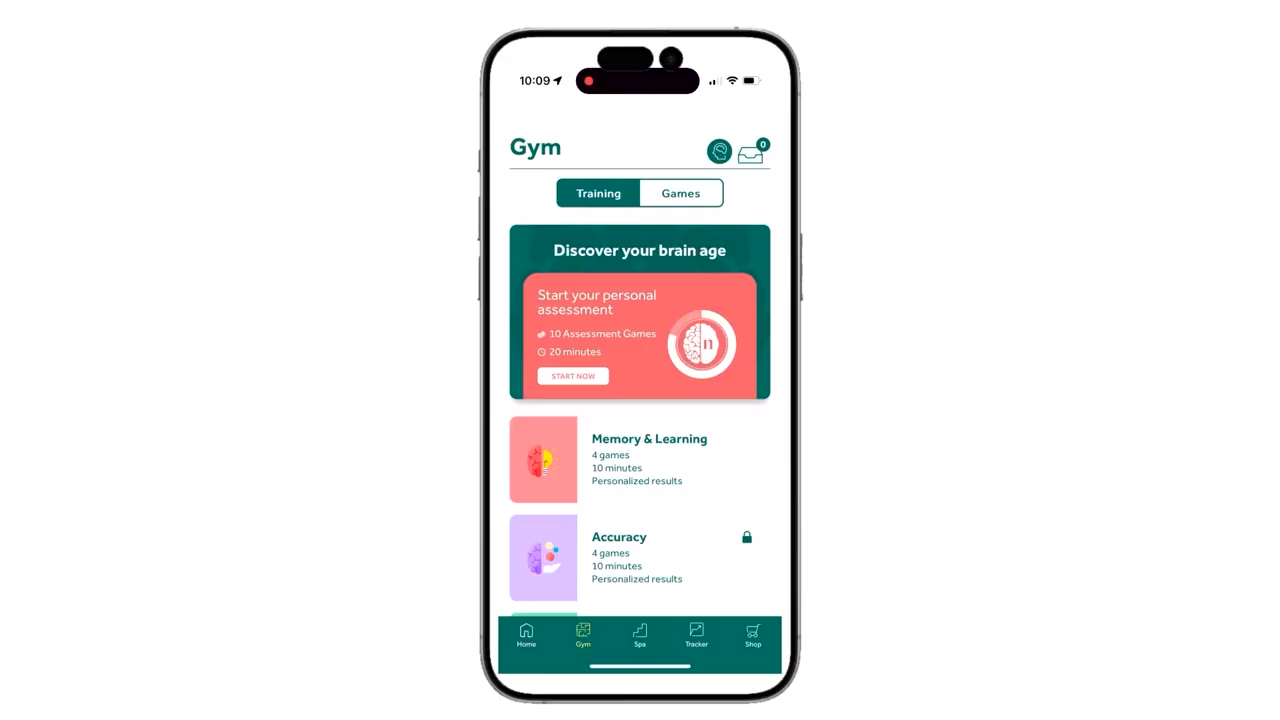 10:09
Gym
0
Training
Games
Discover your brain age
Start your personal
assessment
10 Assessment Games
20 minutes
START NOW
n
Memory & Learning
4 games
10 minutes
Personalized results
Accuracy
4 games
10 minutes
Personalized results
Home
Gym
Spa
Tracker
Shop